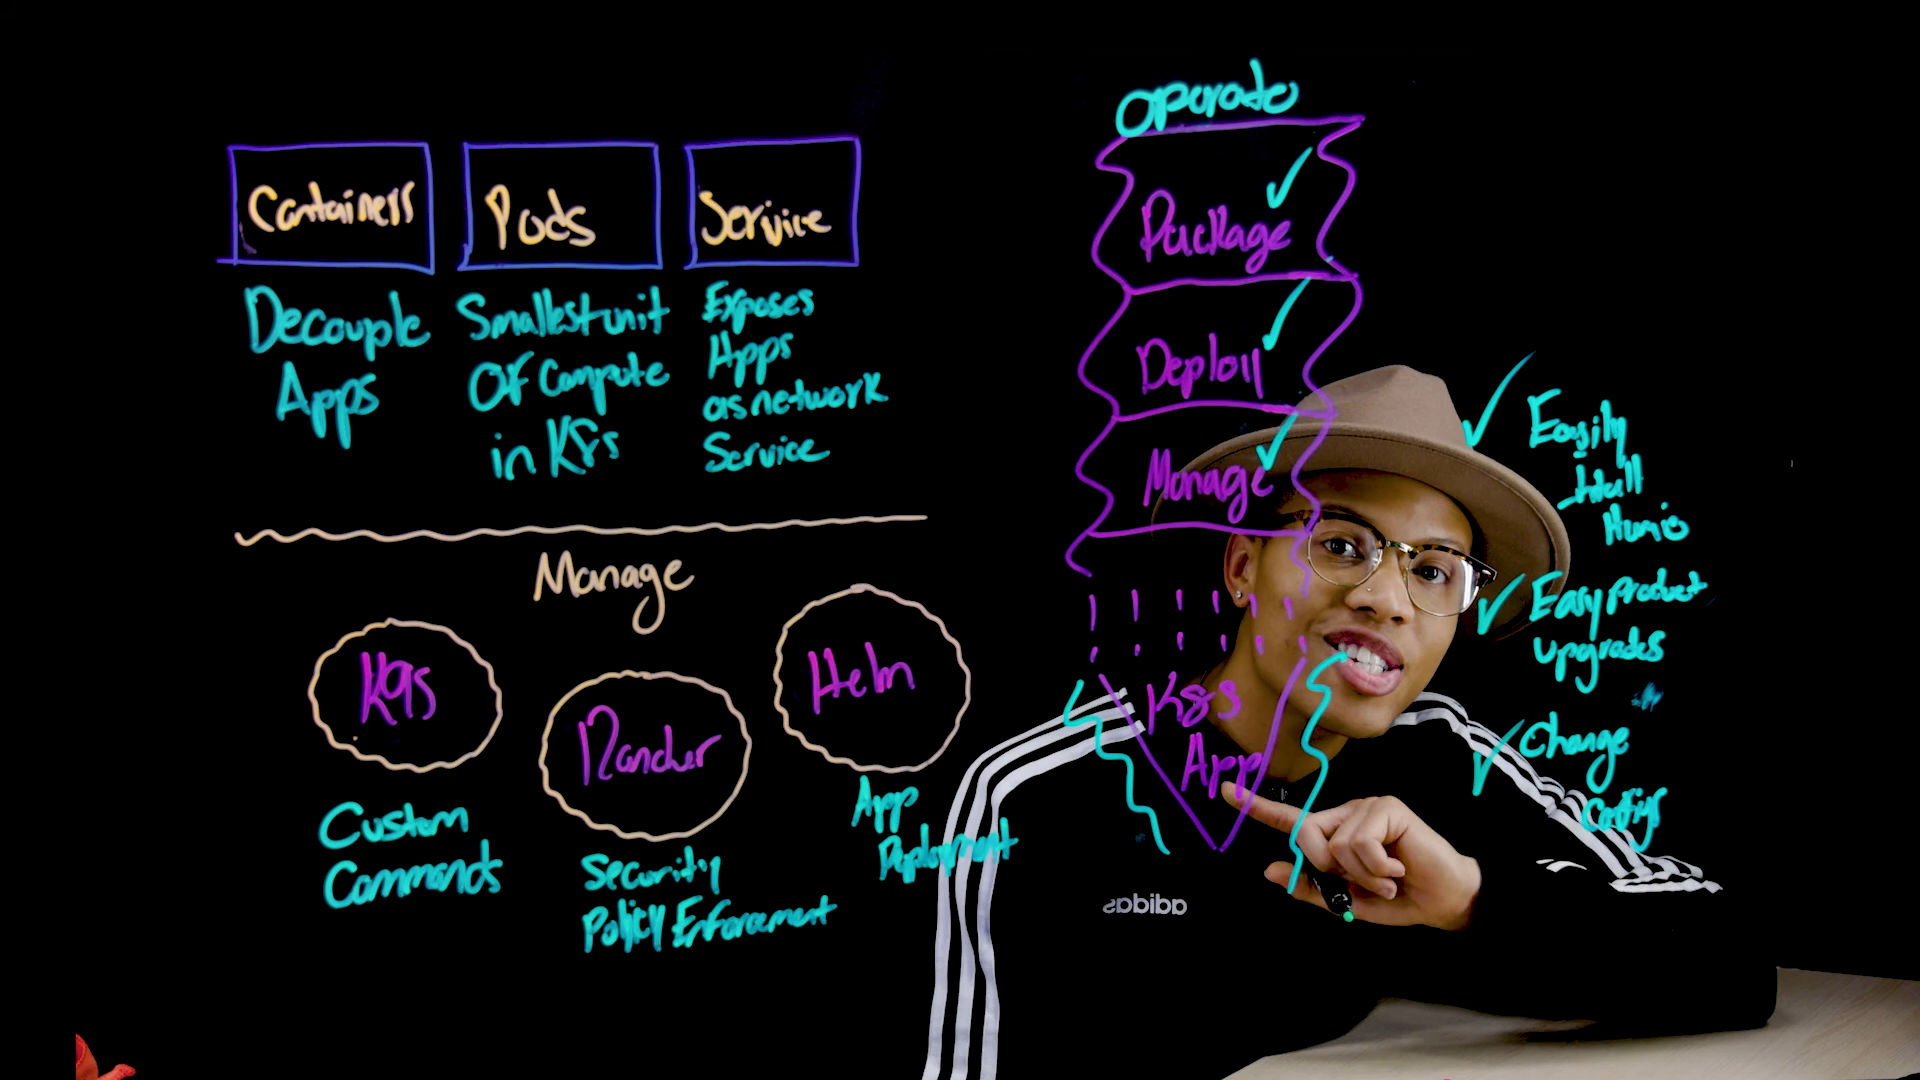 Containers
Decouple
Apps
Pods
Smallest unit
Of Compute
in K8s
Service
Exposes
Apps
as network
Service
Manage
K9s
Custom
Commands
Rancher
Security
Policy Enforcement
Helm
App
Deployment
Operate
Package
Deploy
Manage
K8s
App
Easily
Install
Humio
Easy product
upgrades
Change
Configs
adidas